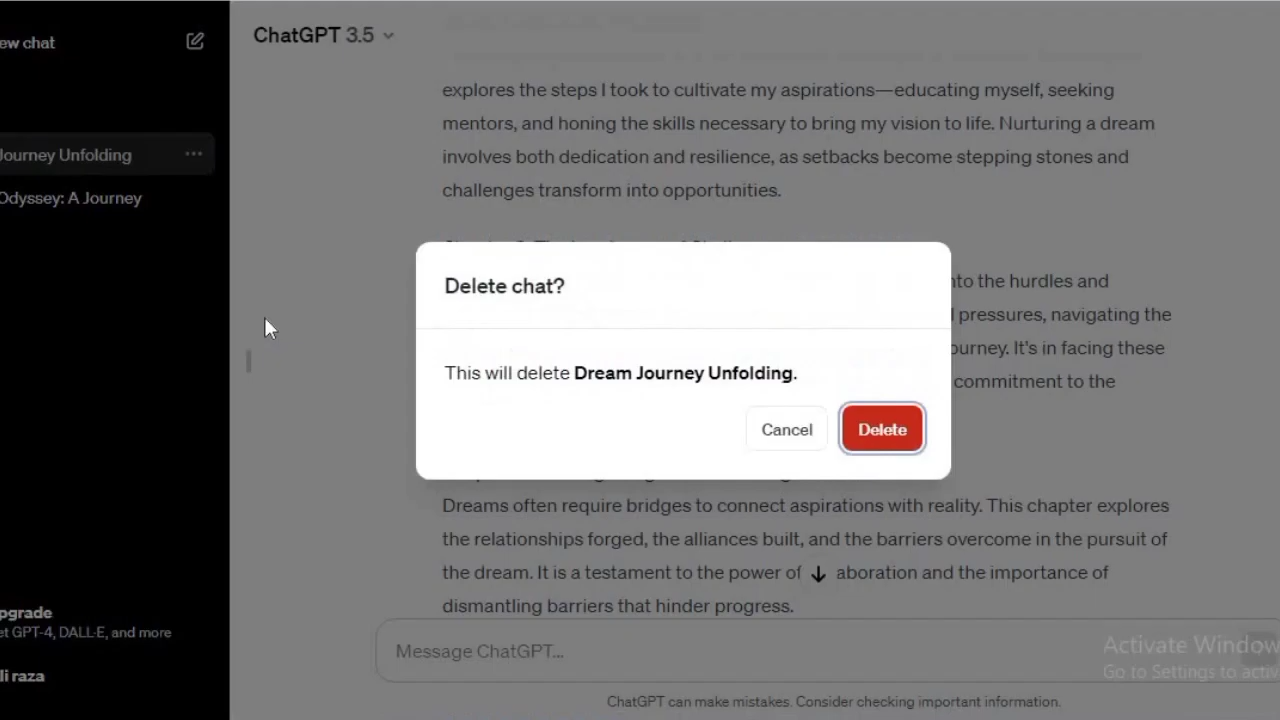 ew chat
ChatGPT 3.5
explores the steps I took to cultivate my aspirations—educating myself, seeking
mentors, and honing the skills necessary to bring my vision to life. Nurturing a dream
Journey Unfolding
involves both dedication and resilience, as setbacks become stepping stones and
challenges transform into opportunities.
Odyssey: A Journey
Delete chat?
nto the hurdles and
pressures, navigating the
ourney. It's in facing these
This will delete Dream Journey Unfolding.
commitment to the
Cancel
Delete
Dreams often require bridges to connect aspirations with reality. This chapter explores
the relationships forged, the alliances built, and the barriers overcome in the pursuit of
the dream. It is a testament to the power of aboration and the importance of
dismantling barriers that hinder progress.
pgrade
et GPT-4, DALL·E, and more
Message ChatGPT...
Activate Window
Go to Settings to activ
li raza
ChatGPT can make mistakes. Consider checking important information.